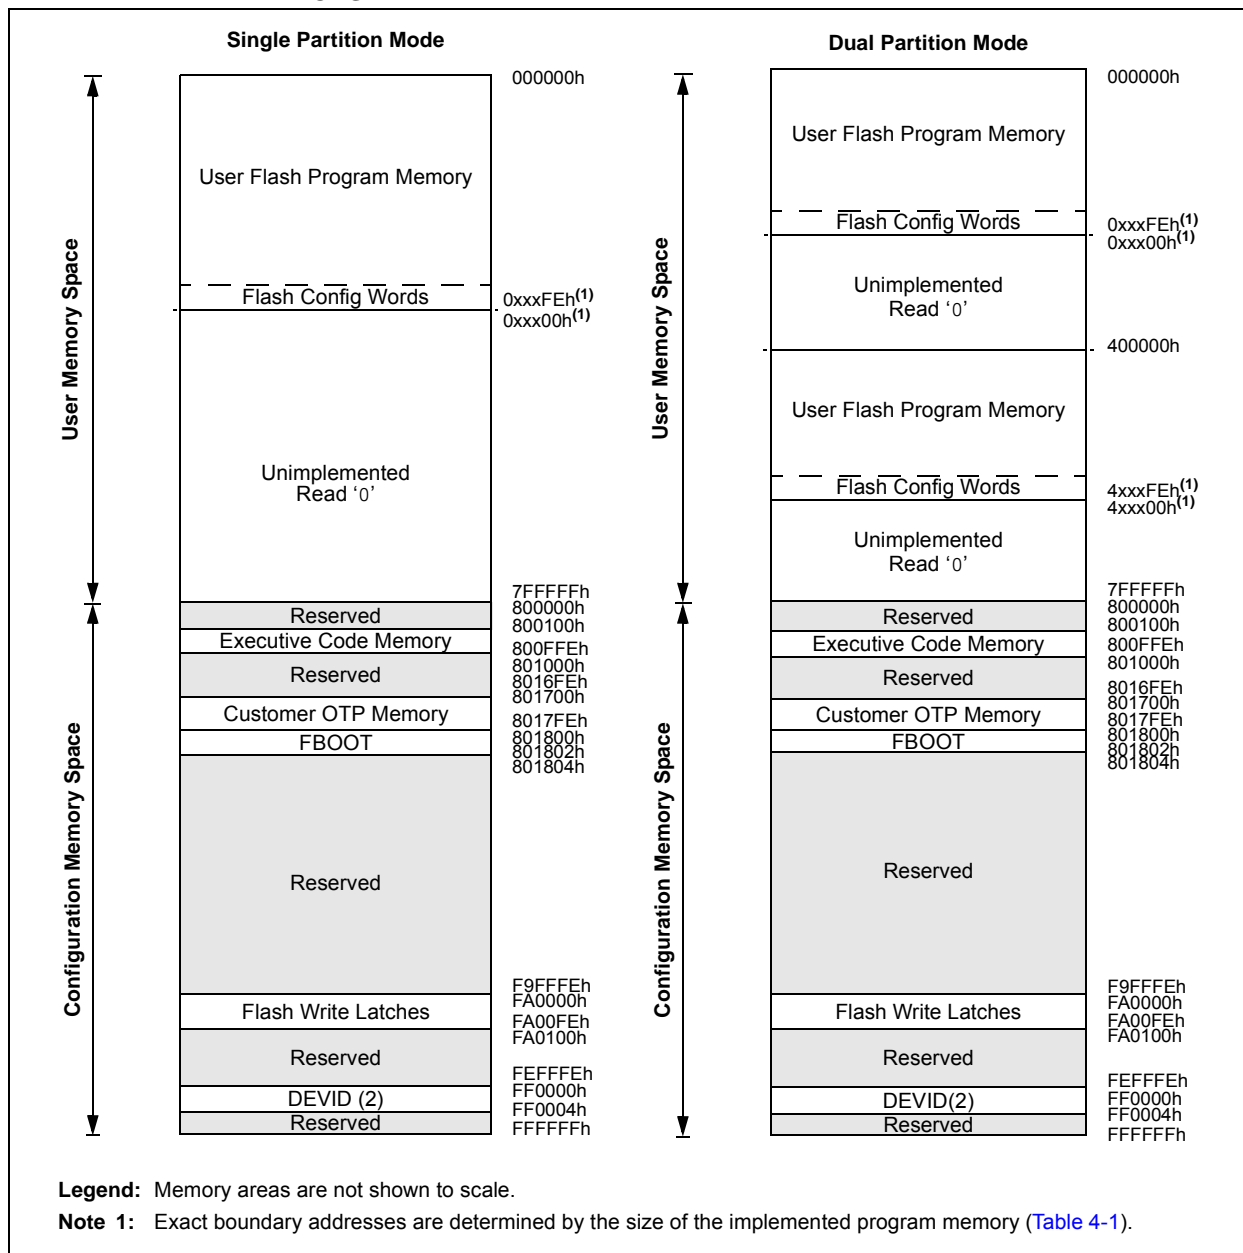 Single Partition Mode
User Memory Space
Configuration Memory Space
000000h
User Flash Program Memory
Flash Config Words
0xxxFEh(1)
0xxx00h(1)
Unimplemented
Read ‘0’
7FFFFFh
800000h
Reserved
800100h
Executive Code Memory
800FFEh
801000h
Reserved
8016FEh
801700h
Customer OTP Memory
8017FEh
801800h
FBOOT
801802h
801804h
Reserved
F9FFFEh
FA0000h
Flash Write Latches
FA00FEh
FA0100h
Reserved
FEFFFEh
FF0000h
DEVID (2)
FF0004h
Reserved
FFFFFFh
Dual Partition Mode
User Memory Space
Configuration Memory Space
000000h
User Flash Program Memory
Flash Config Words
0xxxFEh(1)
0xxx00h(1)
Unimplemented
Read ‘0’
400000h
User Flash Program Memory
Flash Config Words
4xxxFEh(1)
4xxx00h(1)
Unimplemented
Read ‘0’
7FFFFFh
800000h
Reserved
800100h
Executive Code Memory
800FFEh
801000h
Reserved
8016FEh
801700h
Customer OTP Memory
8017FEh
801800h
FBOOT
801802h
801804h
Reserved
F9FFFEh
FA0000h
Flash Write Latches
FA00FEh
FA0100h
Reserved
FEFFFEh
FF0000h
DEVID(2)
FF0004h
Reserved
FFFFFFh
Legend: Memory areas are not shown to scale.
Note 1: Exact boundary addresses are determined by the size of the implemented program memory (Table 4-1).